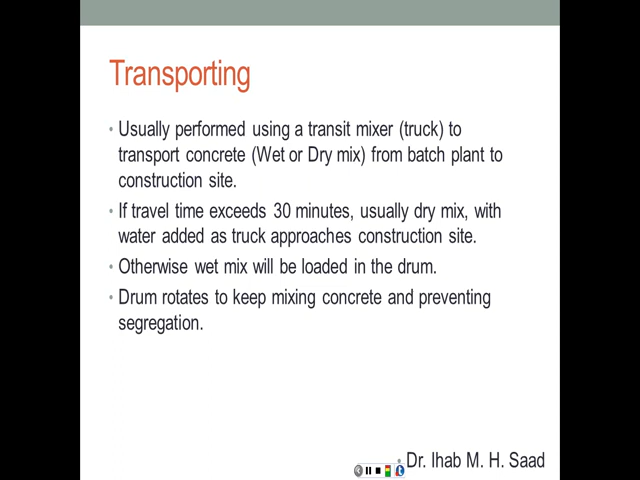 Transporting
• Usually performed using a transit mixer (truck) to
transport concrete (Wet or Dry mix) from batch plant to
construction site.
• If travel time exceeds 30 minutes, usually dry mix, with
water added as truck approaches construction site.
• Otherwise wet mix will be loaded in the drum.
• Drum rotates to keep mixing concrete and preventing
segregation.
• Dr. Ihab M. H. Saad